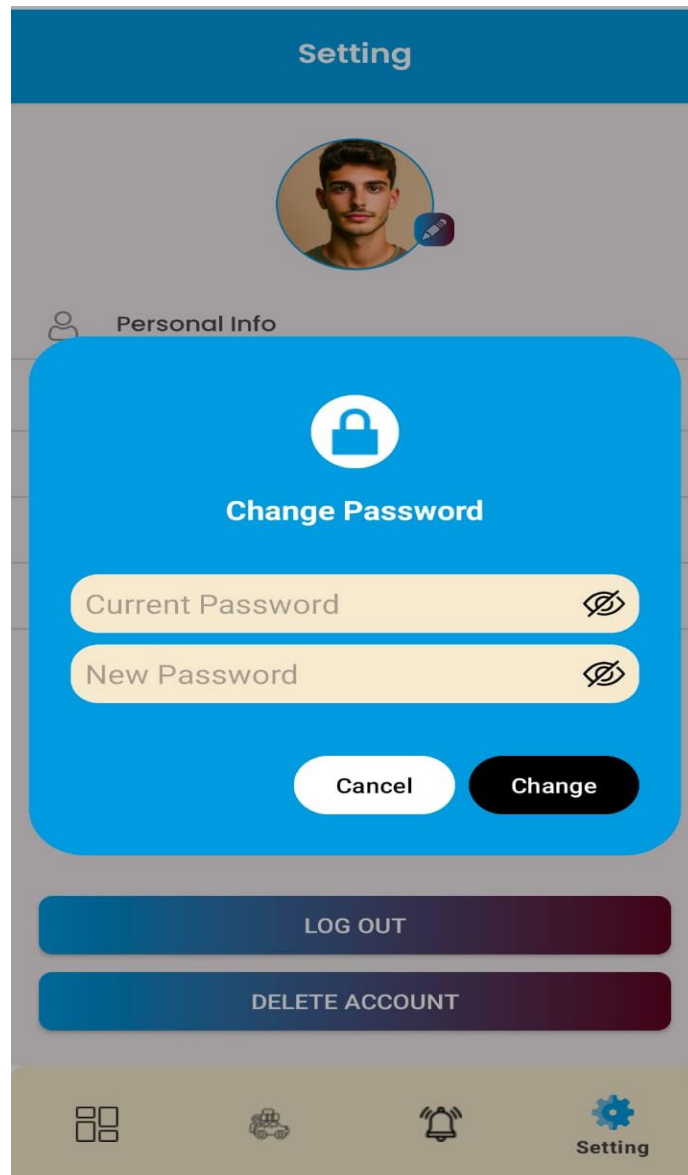 Setting
Personal Info
Change Password
Current Password
New Password
Cancel Change
LOG OUT
DELETE ACCOUNT
Setting